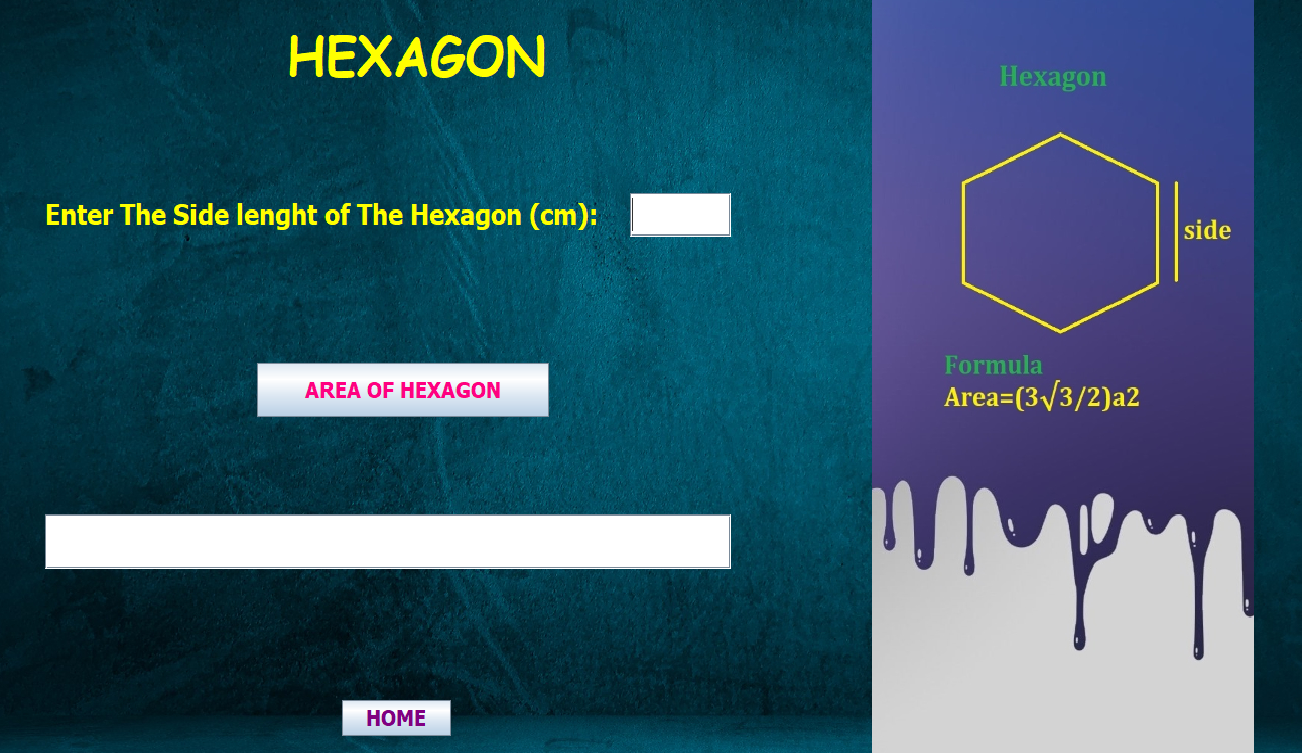 HEXAGON
Enter The Side lenght of The Hexagon (cm):
AREA OF HEXAGON
HOME
Hexagon
side
Formula
Area=(3√3/2)a2